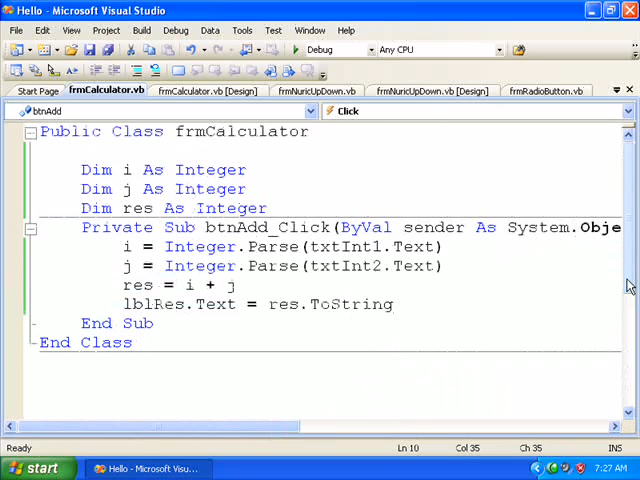 Hello - Microsoft Visual Studio
File Edit View Project Build Debug Data Tools Test Window Help
Debug Any CPU
Start Page frmCalculator.vb frmCalculator.vb [Design] frmNuricUpDown.vb frmNuricUpDown.vb [Design] frmRadioButton.vb
btnAdd Click
Public Class frmCalculator
Dim i As Integer
Dim j As Integer
Dim res As Integer
Private Sub btnAdd_Click(ByVal sender As System.Obje
i = Integer.Parse(txtInt1.Text)
j = Integer.Parse(txtInt2.Text)
res = i + j
lblRes.Text = res.ToString
End Sub
End Class
Ready Ln 10 Col 35 Ch 35 INS
start Hello - Microsoft Visu... 7:27 AM